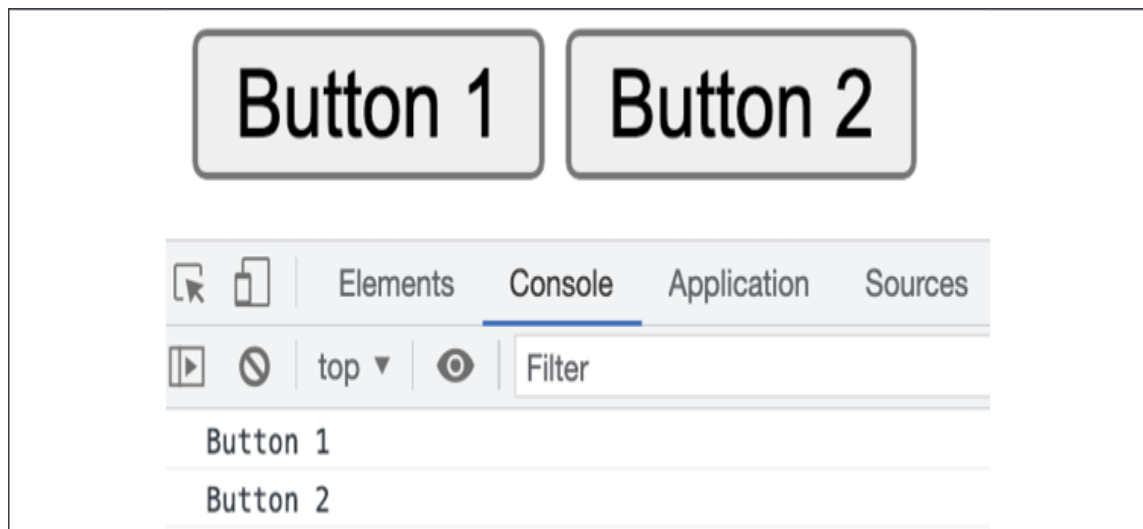 Button 1 Button 2
Elements Console Application Sources
top Filter
Button 1
Button 2